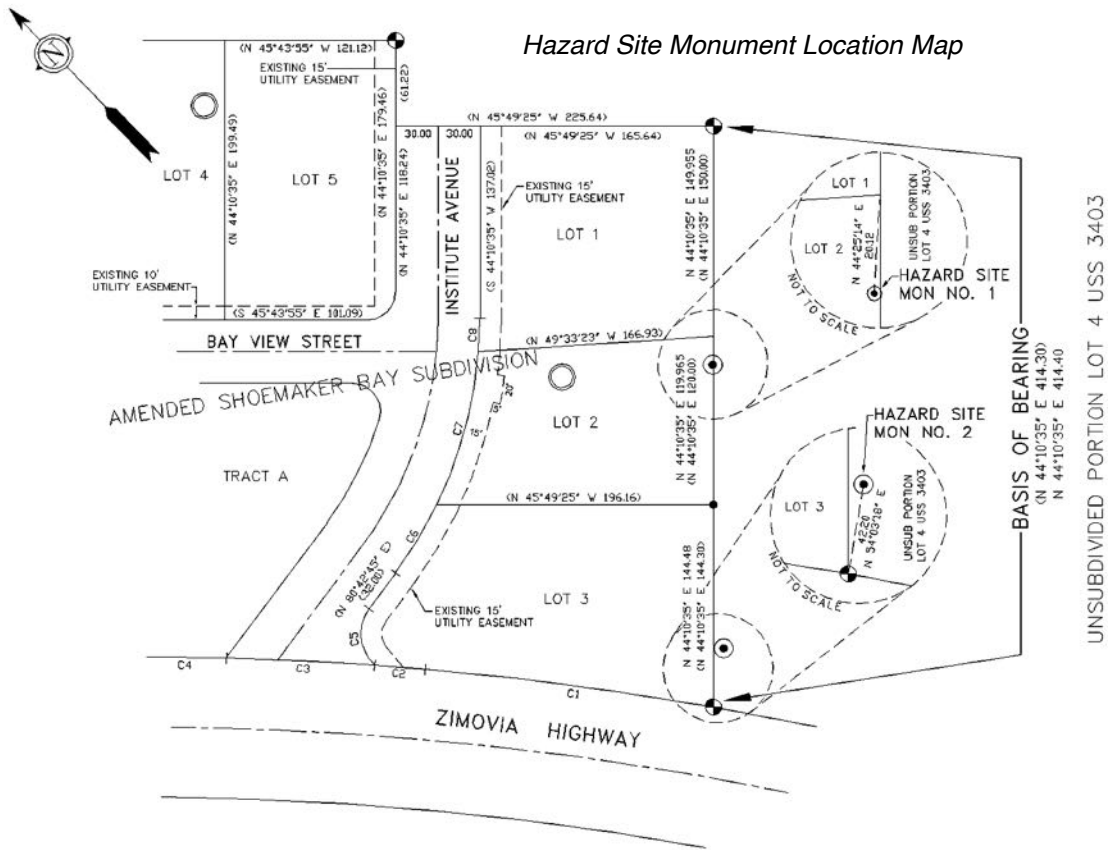 Hazard Site Monument Location Map
N
(N 45°43'55" W 121.12)
EXISTING 15'
UTILITY EASEMENT
(61.22)
(N 45°49'25" W 225.64)
30.00
30.00
(N 45°49'25" W 165.64)
LOT 4
(N 44°10'35" E 199.49)
LOT 5
(N 44°10'35" E 179.46)
(N 44°10'35" E 118.24)
INSTITUTE AVENUE
(S 44°10'35" W 137.02)
EXISTING 15'
UTILITY EASEMENT
LOT 1
N 44°10'35" E 149.955
(N 44°10'35" E 150.00)
LOT 1
LOT 2
N 44°25'14" E
20.12
UNSUB PORTION
LOT 4 USS 3403
NOT TO SCALE
HAZARD SITE
MON NO. 1
EXISTING 10'
UTILITY EASEMENT
(S 45°43'55" E 101.09)
BAY VIEW STREET
C8
(N 49°33'23" W 166.93)
AMENDED SHOEMAKER BAY SUBDIVISION
20'
15'
C7
LOT 2
N 44°10'35" E 119.965
(N 44°10'35" E 120.00)
HAZARD SITE
MON NO. 2
BASIS OF BEARING
(N 44°10'35" E 414.30)
N 44°10'35" E 414.40
UNSUBDIVIDED PORTION LOT 4 USS 3403
TRACT A
(N 45°49'25" W 196.16)
LOT 3
42.20
N 54°03'18" E
UNSUB PORTION
LOT 4 USS 3403
NOT TO SCALE
C6
(N 80°42'45" E)
(32.00)
LOT 3
EXISTING 15'
UTILITY EASEMENT
N 44°10'35" E 144.48
(N 44°10'35" E 144.30)
C5
C4
C3
C2
C1
ZIMOVIA HIGHWAY